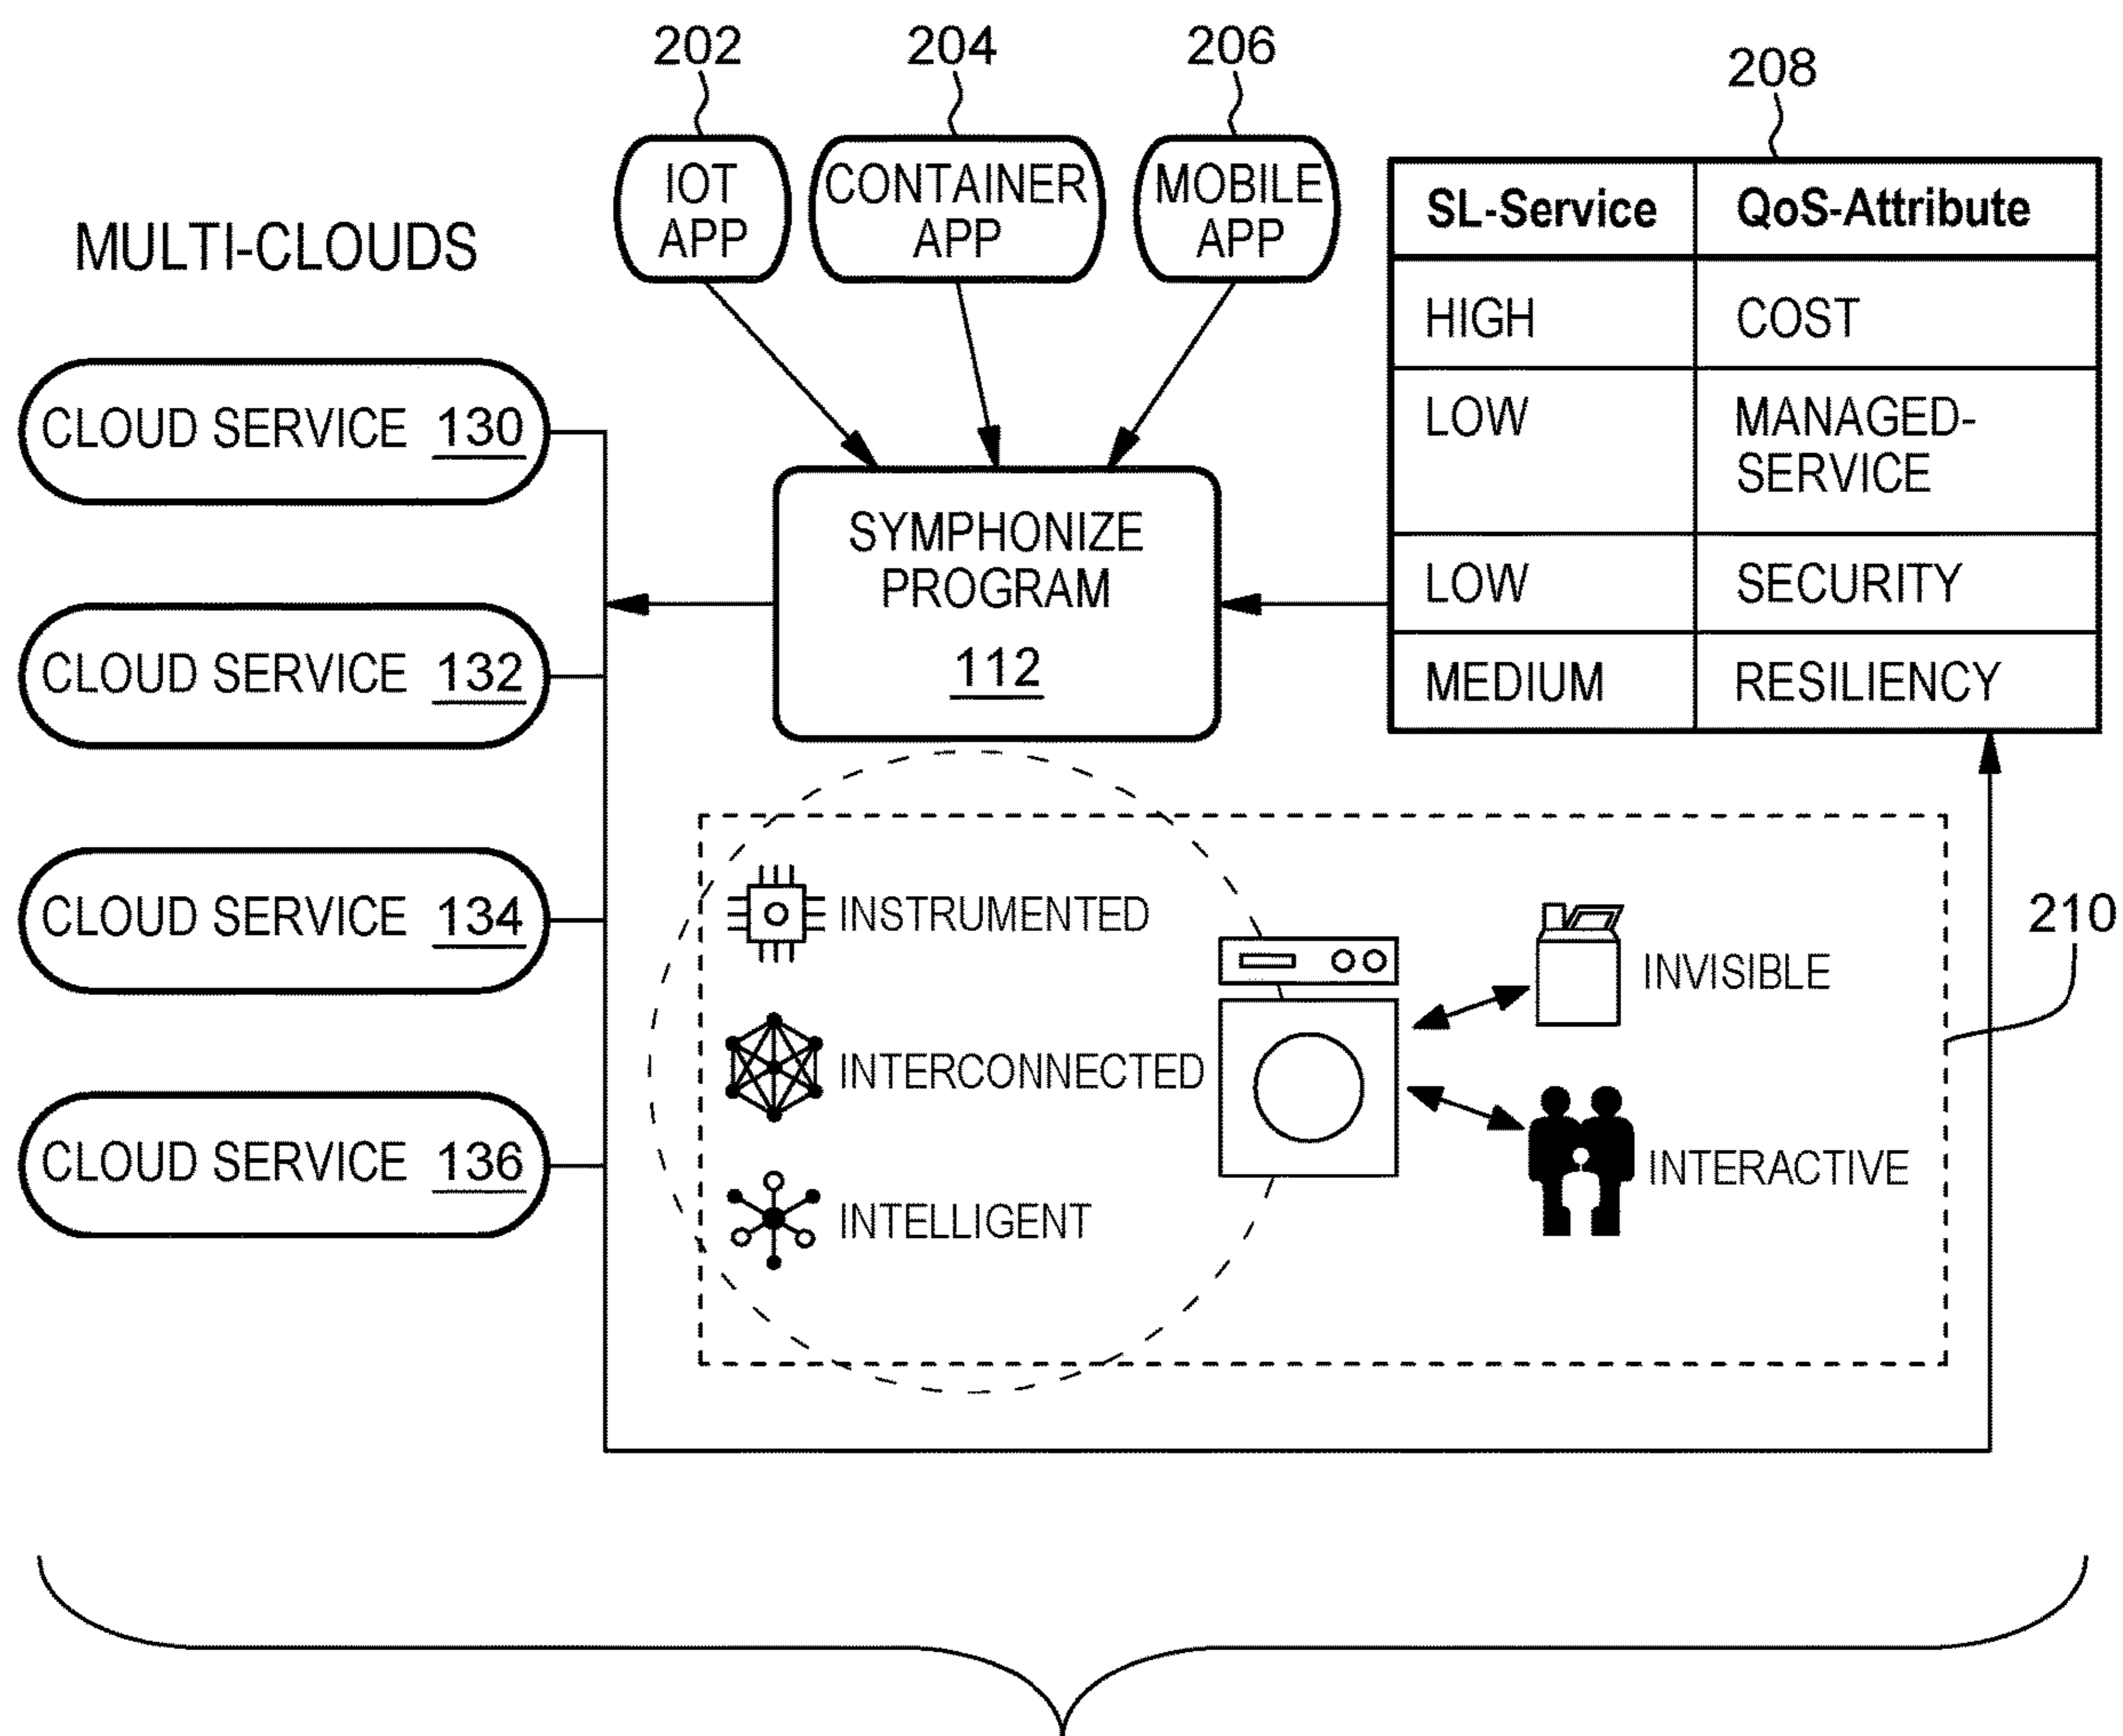 202
204
206
208
IOT
APP
CONTAINER
APP
MOBILE
APP
MULTI-CLOUDS
SL-Service QoS-Attribute
HIGH COST
LOW MANAGED-
SERVICE
LOW SECURITY
MEDIUM RESILIENCY
CLOUD SERVICE 130
CLOUD SERVICE 132
CLOUD SERVICE 134
CLOUD SERVICE 136
SYMPHONIZE
PROGRAM
112
INSTRUMENTED
INTERCONNECTED
INTELLIGENT
INVISIBLE
INTERACTIVE
210